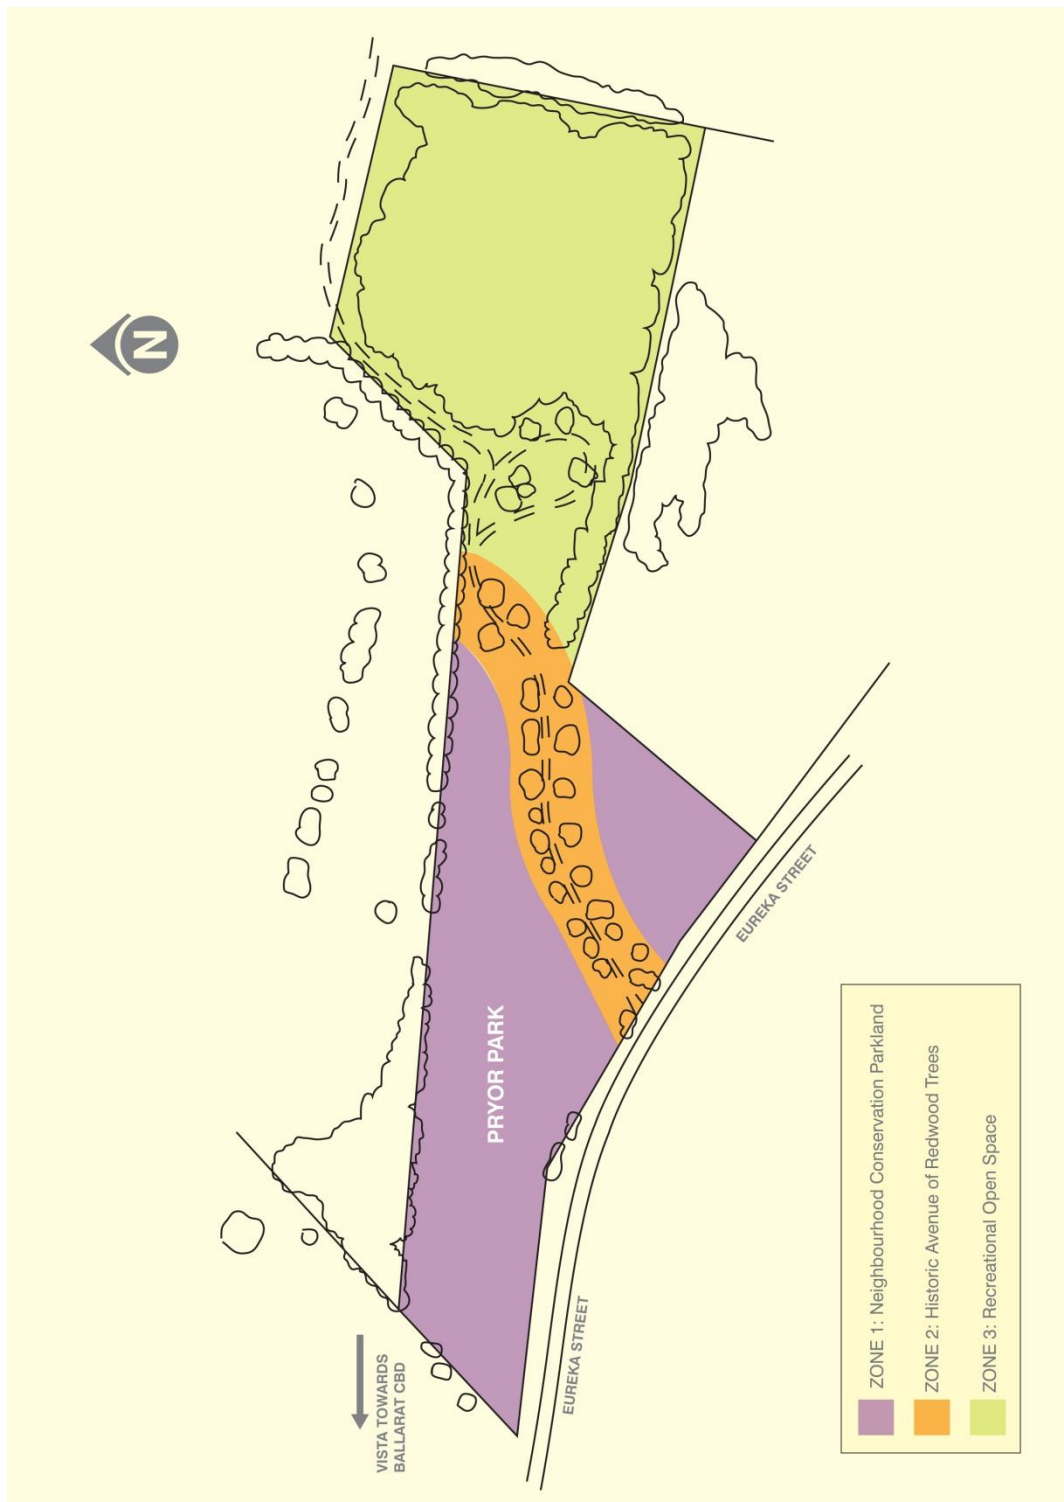 N
PRYOR PARK
EUREKA STREET
EUREKA STREET
VISTA TOWARDS
BALLARAT CBD
ZONE 1: Neighbourhood Conservation Parkland
ZONE 2: Historic Avenue of Redwood Trees
ZONE 3: Recreational Open Space